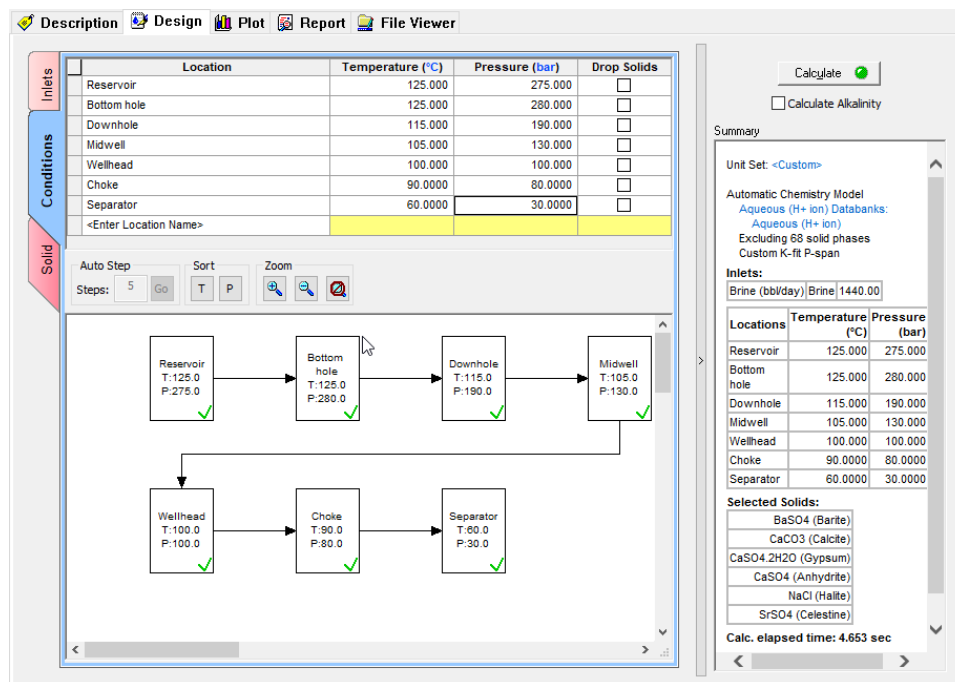 Description Design Plot Report File Viewer
Inlets
Conditions
Solid
Location Temperature (°C) Pressure (bar) Drop Solids
Reservoir 125.000 275.000
Bottom hole 125.000 280.000
Downhole 115.000 190.000
Midwell 105.000 130.000
Wellhead 100.000 100.000
Choke 90.0000 80.0000
Separator 60.0000 30.0000
<Enter Location Name>
Auto Step Sort Zoom
Steps: 5 Go T P
Reservoir
T:125.0
P:275.0
Bottom
hole
T:125.0
P:280.0
Downhole
T:115.0
P:190.0
Midwell
T:105.0
P:130.0
Wellhead
T:100.0
P:100.0
Choke
T:90.0
P:80.0
Separator
T:60.0
P:30.0
>
Calculate
Calculate Alkalinity
Summary
Unit Set: <Custom>
Automatic Chemistry Model
Aqueous (H+ ion) Databanks:
Aqueous (H+ ion)
Excluding 68 solid phases
Custom K-fit P-span
Inlets:
Brine (bbl/day) Brine 1440.00
Locations Temperature (°C) Pressure (bar)
Reservoir 125.000 275.000
Bottom
hole 125.000 280.000
Downhole 115.000 190.000
Midwell 105.000 130.000
Wellhead 100.000 100.000
Choke 90.0000 80.0000
Separator 60.0000 30.0000
Selected Solids:
BaSO4 (Barite)
CaCO3 (Calcite)
CaSO4.2H2O (Gypsum)
CaSO4 (Anhydrite)
NaCl (Halite)
SrSO4 (Celestine)
Calc. elapsed time: 4.653 sec